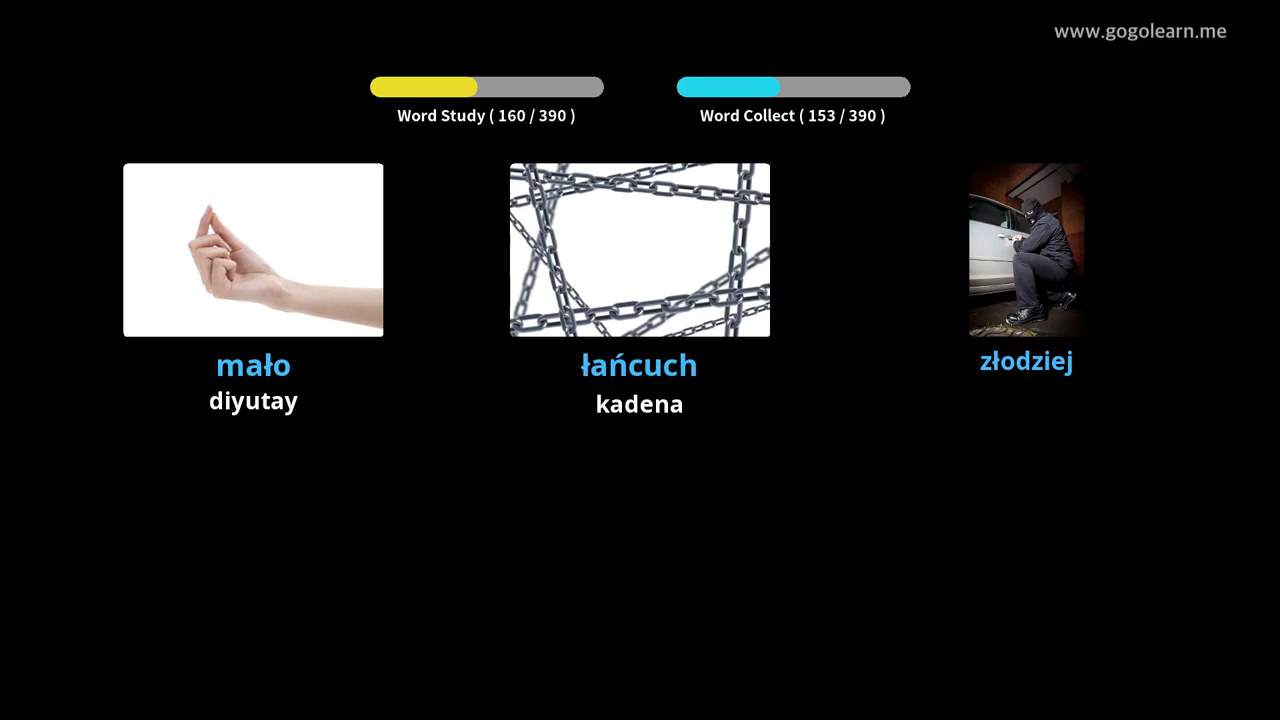 www.gogolearn.me
Word Study ( 160 / 390 )
Word Collect ( 153 / 390 )
mało
diyutay
łańcuch
kadena
złodziej